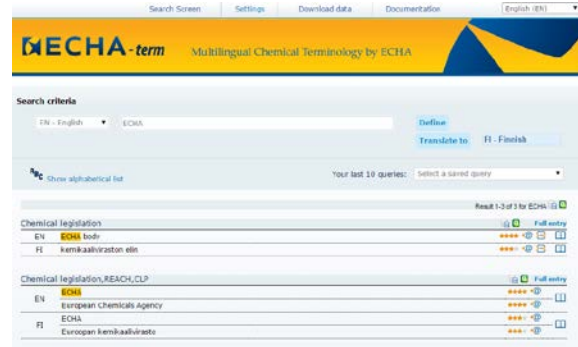 Search Screen Settings Download data Documentation English (EN)
ECHA-term Multilingual Chemical Terminology by ECHA
Search criteria
EN - English ECHA Define
Translate to FI - Finnish
ABC Show alphabetical list Your last 10 queries: Select a saved query
Result 1-3 of 3 for ECHA
Chemical legislation Full entry
EN ECHA body
FI kemikaaliviraston elin
Chemical legislation,REACH,CLP Full entry
EN ECHA
European Chemicals Agency
FI ECHA
Euroopan kemikaalivirasto